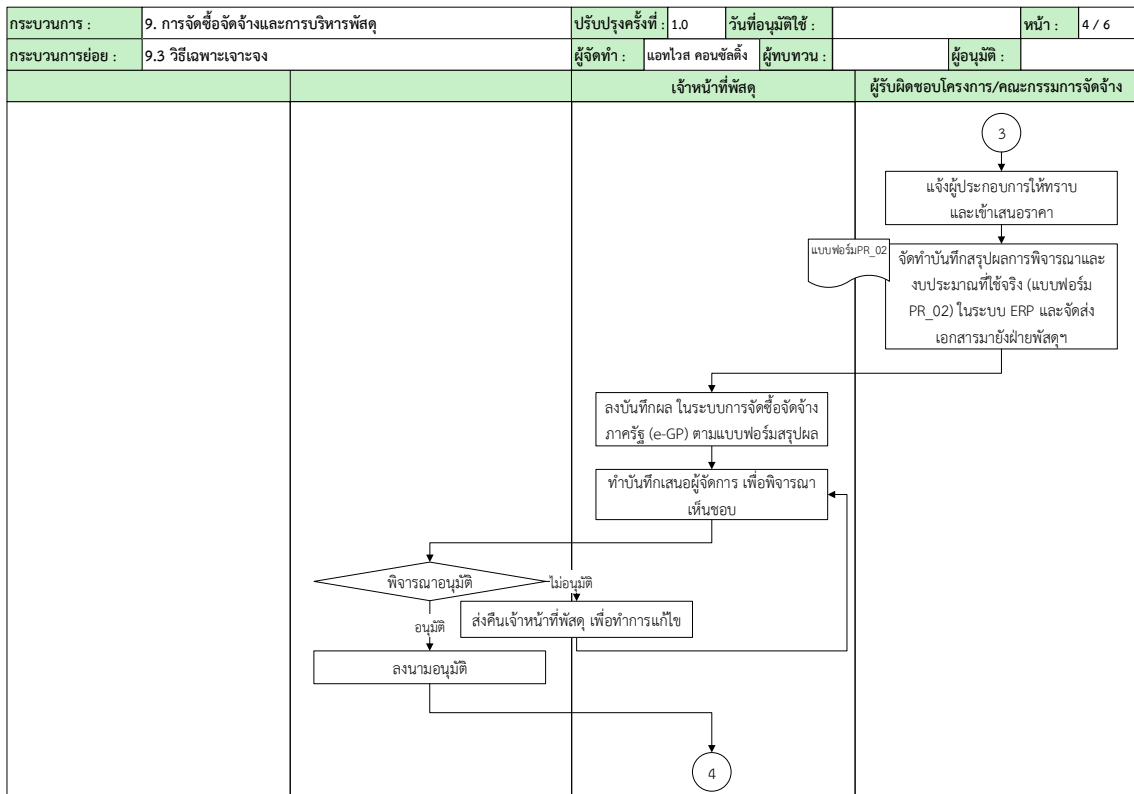 กระบวนการ : 9. การจัดซื้อจัดจ้างและการบริหารพัสดุ ปรับปรุงครั้งที่ : 1.0 วันที่อนุมัติใช้ : หน้า : 4 / 6
กระบวนการย่อย : 9.3 วิธีเฉพาะเจาะจง ผู้จัดทำ : แอทไวส คอนซัลติ้ง ผู้ทบทวน : ผู้อนุมัติ :
เจ้าหน้าที่พัสดุ ผู้รับผิดชอบโครงการ/คณะกรรมการจัดจ้าง
3
แจ้งผู้ประกอบการให้ทราบ
และเข้าเสนอราคา
แบบฟอร์มPR_02
จัดทำบันทึกสรุปผลการพิจารณาและ
งบประมาณที่ใช้จริง (แบบฟอร์ม
PR_02) ในระบบ ERP และจัดส่ง
เอกสารมายังฝ่ายพัสดุฯ
ลงบันทึกผล ในระบบการจัดซื้อจัดจ้าง
ภาครัฐ (e-GP) ตามแบบฟอร์มสรุปผล
ทำบันทึกเสนอผู้จัดการ เพื่อพิจารณา
เห็นชอบ
พิจารณาอนุมัติ
ไม่อนุมัติ
ส่งคืนเจ้าหน้าที่พัสดุ เพื่อทำการแก้ไข
อนุมัติ
ลงนามอนุมัติ
4